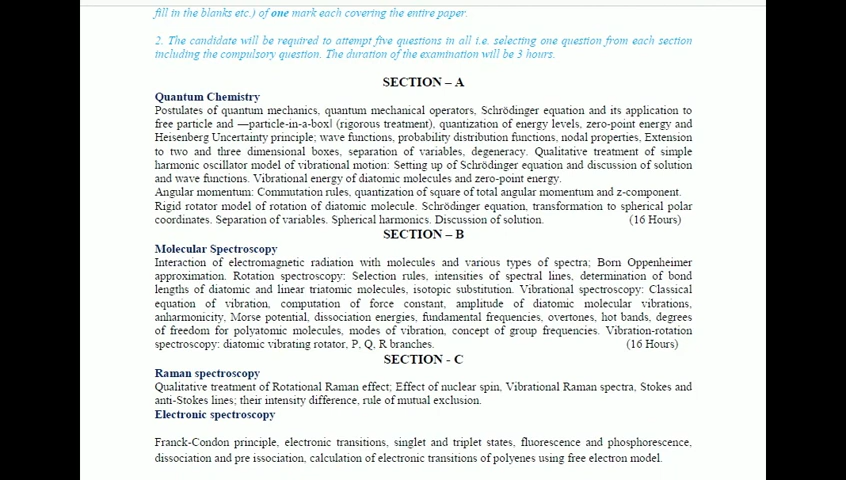 fill in the blanks etc.) of one mark each covering the entire paper.
2. The candidate will be required to attempt five questions in all i.e. selecting one question from each section
including the compulsory question. The duration of the examination will be 3 hours.
SECTION – A
Quantum Chemistry
Postulates of quantum mechanics, quantum mechanical operators, Schrödinger equation and its application to
free particle and ―particle-in-a-box‖ (rigorous treatment), quantization of energy levels, zero-point energy and
Heisenberg Uncertainty principle; wave functions, probability distribution functions, nodal properties, Extension
to two and three dimensional boxes, separation of variables, degeneracy. Qualitative treatment of simple
harmonic oscillator model of vibrational motion: Setting up of Schrödinger equation and discussion of solution
and wave functions. Vibrational energy of diatomic molecules and zero-point energy.
Angular momentum: Commutation rules, quantization of square of total angular momentum and z-component.
Rigid rotator model of rotation of diatomic molecule. Schrödinger equation, transformation to spherical polar
coordinates. Separation of variables. Spherical harmonics. Discussion of solution. (16 Hours)
SECTION – B
Molecular Spectroscopy
Interaction of electromagnetic radiation with molecules and various types of spectra; Born Oppenheimer
approximation. Rotation spectroscopy: Selection rules, intensities of spectral lines, determination of bond
lengths of diatomic and linear triatomic molecules, isotopic substitution. Vibrational spectroscopy: Classical
equation of vibration, computation of force constant, amplitude of diatomic molecular vibrations,
anharmonicity, Morse potential, dissociation energies, fundamental frequencies, overtones, hot bands, degrees
of freedom for polyatomic molecules, modes of vibration, concept of group frequencies. Vibration-rotation
spectroscopy: diatomic vibrating rotator, P, Q, R branches. (16 Hours)
SECTION - C
Raman spectroscopy
Qualitative treatment of Rotational Raman effect; Effect of nuclear spin, Vibrational Raman spectra, Stokes and
anti-Stokes lines; their intensity difference, rule of mutual exclusion.
Electronic spectroscopy
Franck-Condon principle, electronic transitions, singlet and triplet states, fluorescence and phosphorescence,
dissociation and pre issociation, calculation of electronic transitions of polyenes using free electron model.